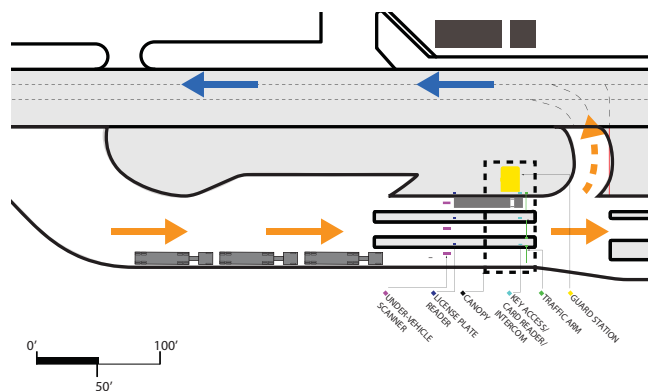 UNDER-VEHICLE
SCANNER
LICENSE PLATE
READER
CANOPY
KEY ACCESS/
CARD READER/
INTERCOM
TRAFFIC ARM
GUARD STATION
0’
100’
50’